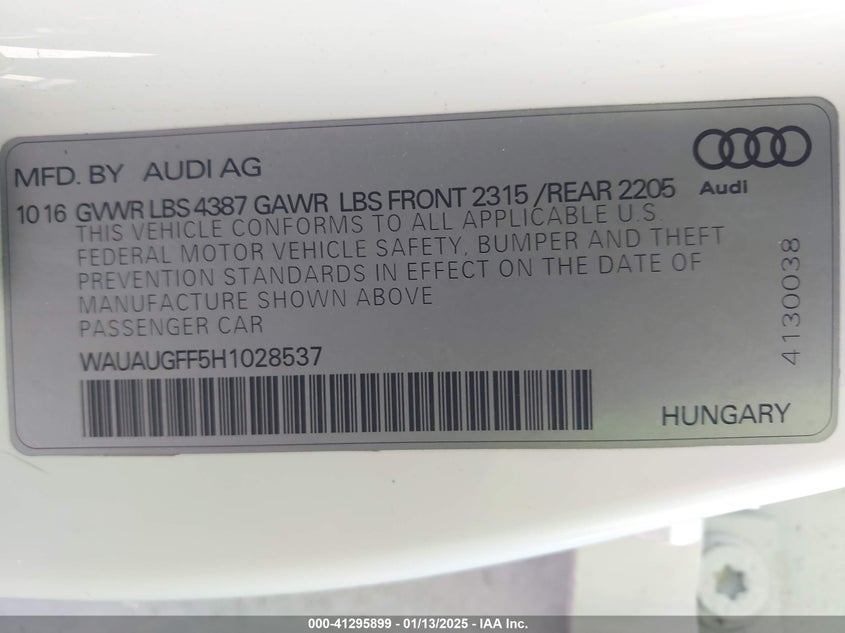 MFD. BY AUDI AG
Audi
10 16 GVWR LBS 4387 GAWR LBS FRONT 2315 /REAR 2205
THIS VEHICLE CONFORMS TO ALL APPLICABLE U.S.
FEDERAL MOTOR VEHICLE SAFETY, BUMPER AND THEFT
PREVENTION STANDARDS IN EFFECT ON THE DATE OF
MANUFACTURE SHOWN ABOVE
PASSENGER CAR
WAUAUGFF5H1028537
4130038
HUNGARY
000-41295899 - 01/13/2025 - IAA Inc.